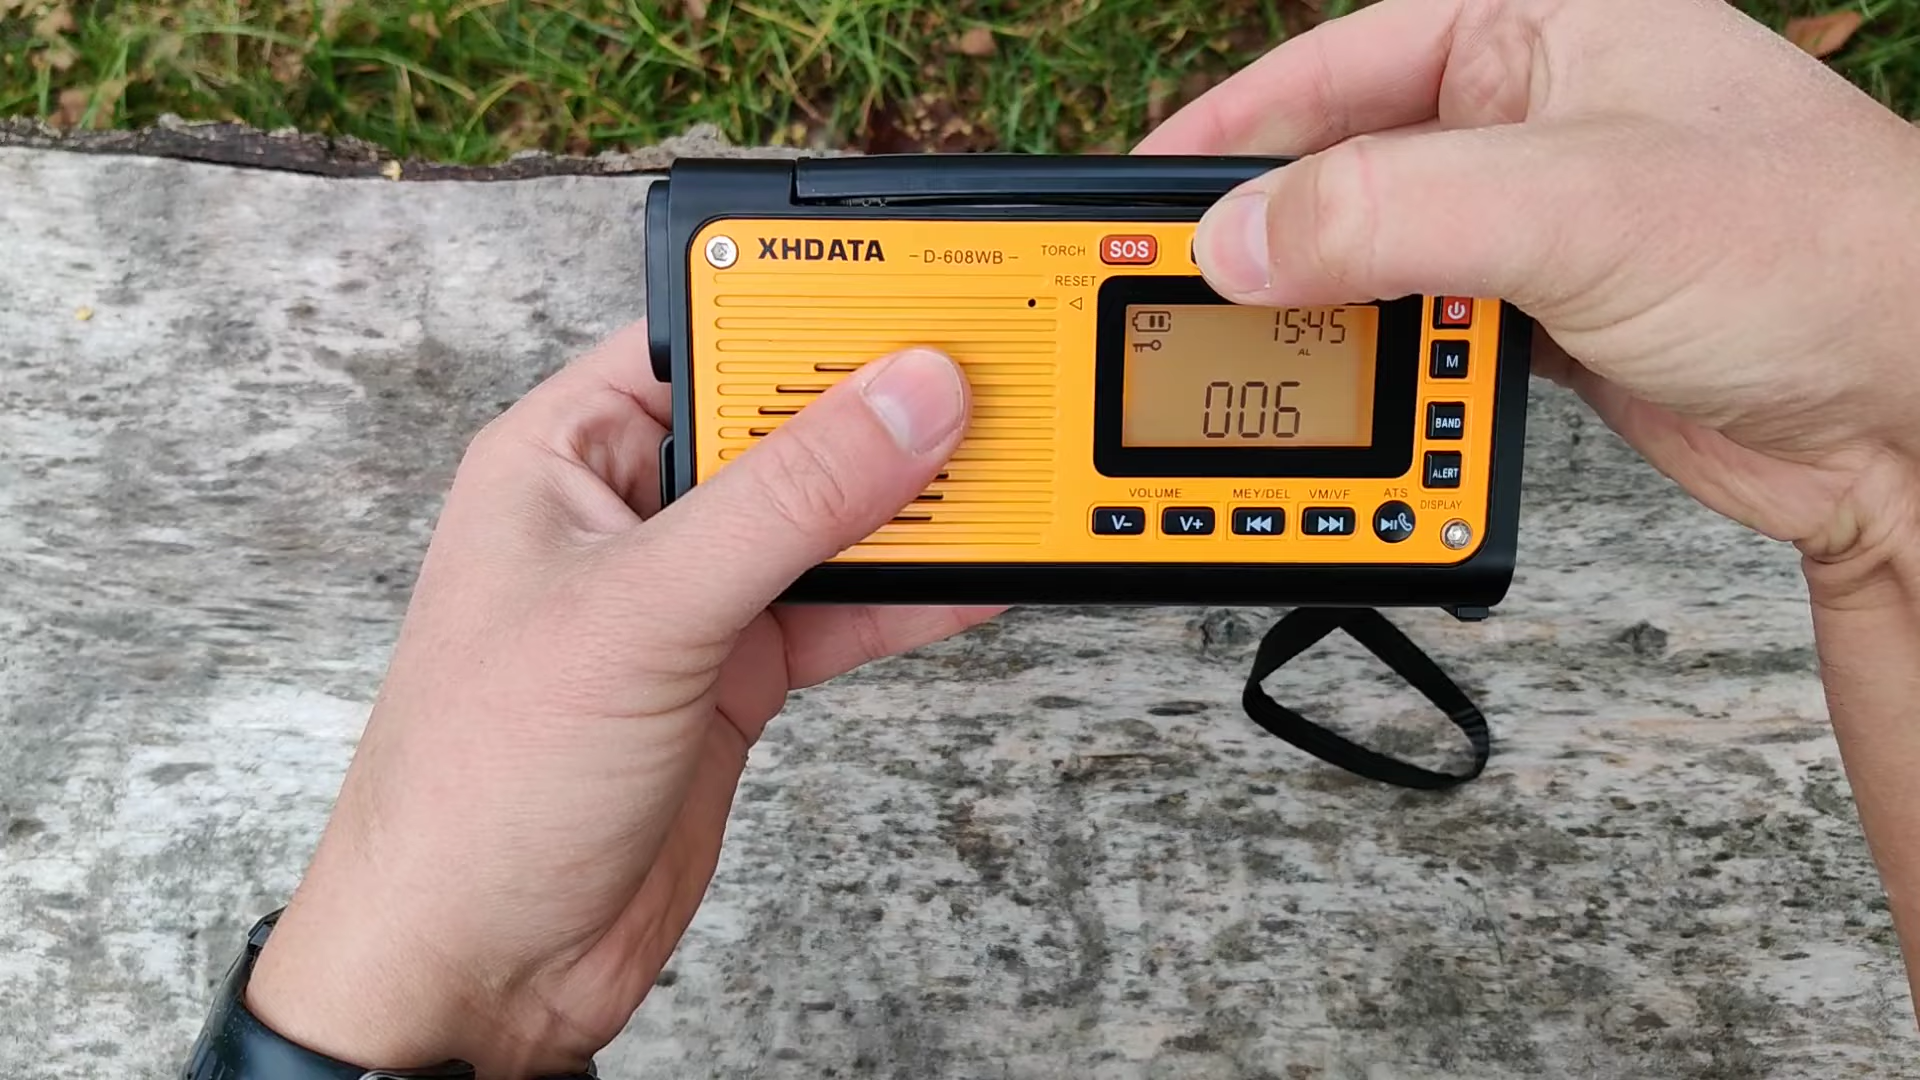 XHDATA
–D-608WB–
TORCH
SOS
RESET
15:45
AL
006
M
BAND
ALERT
VOLUME
MEY/DEL
VM/VF
ATS
DISPLAY
V-
V+